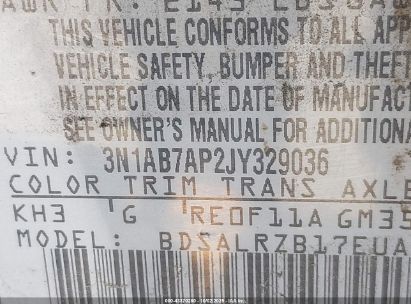 THIS VEHICLE CONFORMS TO ALL APP
VEHICLE SAFETY, BUMPER AND THEFT
IN EFFECT ON THE DATE OF MANUFACT
SEE OWNER'S MANUAL FOR ADDITIONA
VIN: 3N1AB7AP2JY329036
COLOR TRIM TRANS AXLE
KH3 G RE0F11A GM35
MODEL: BDSALRZB17EUA